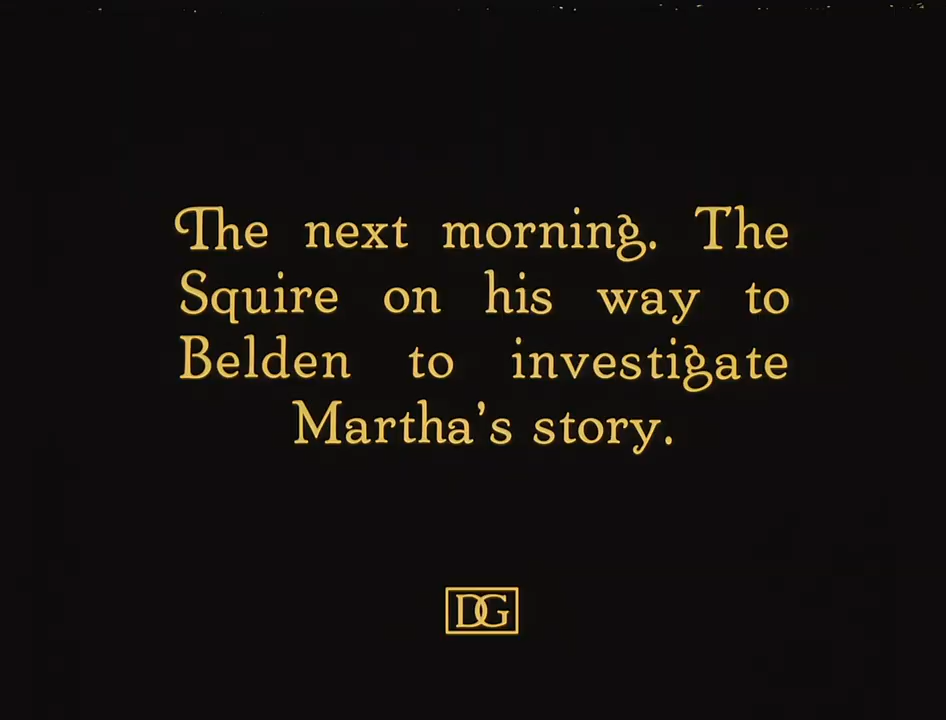 The next morning. The
Squire on his way to
Belden to investigate
Martha's story.
DG